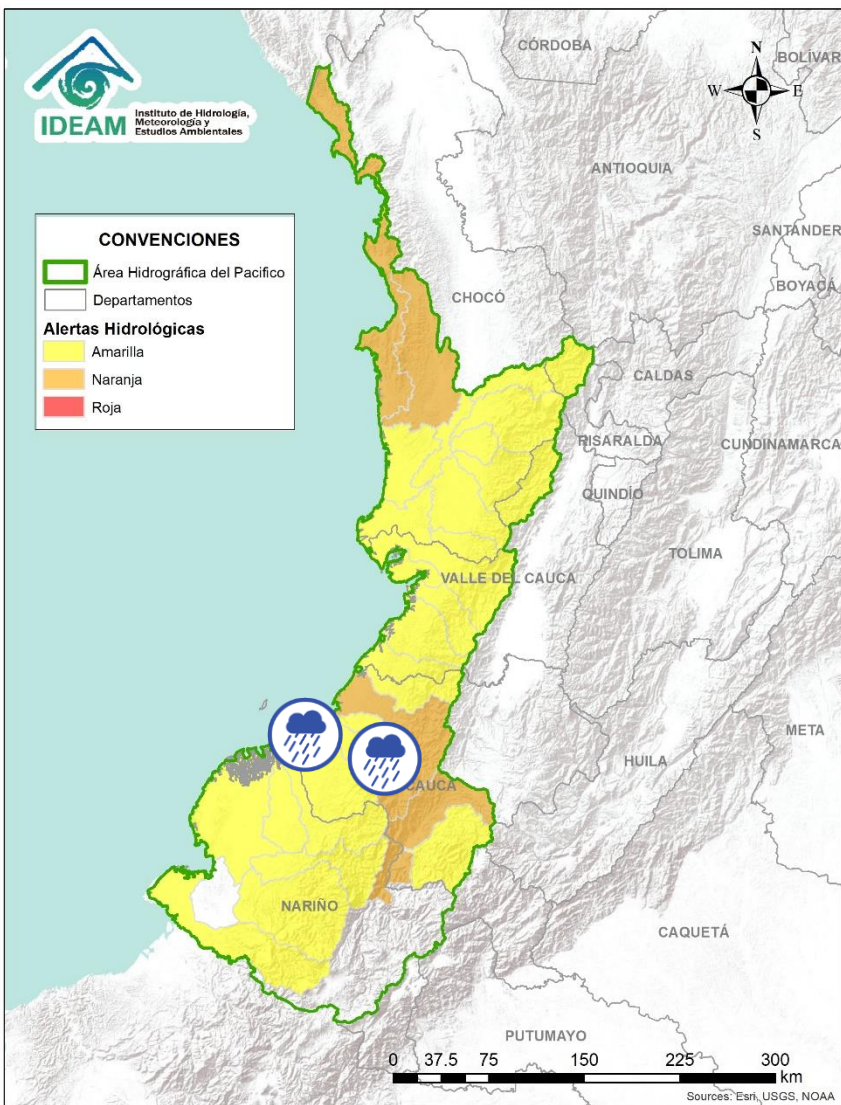 IDEAM
Instituto de Hidrología,
Meteorología y
Estudios Ambientales
CÓRDOBA
BOLÍVAR
N
W
E
S
ANTIOQUIA
SANTANDER
BOYACÁ
CONVENCIONES
Área Hidrográfica del Pacifico
Departamentos
Alertas Hidrológicas
Amarilla
Naranja
Roja
CHOCÓ
CALDAS
RISARALDA
CUNDINAMARCA
QUINDÍO
TOLIMA
VALLE DEL CAUCA
META
HUILA
CAUCA
NARIÑO
CAQUETÁ
PUTUMAYO
0 37.5 75 150 225 300
km
Sources: Esri, USGS, NOAA